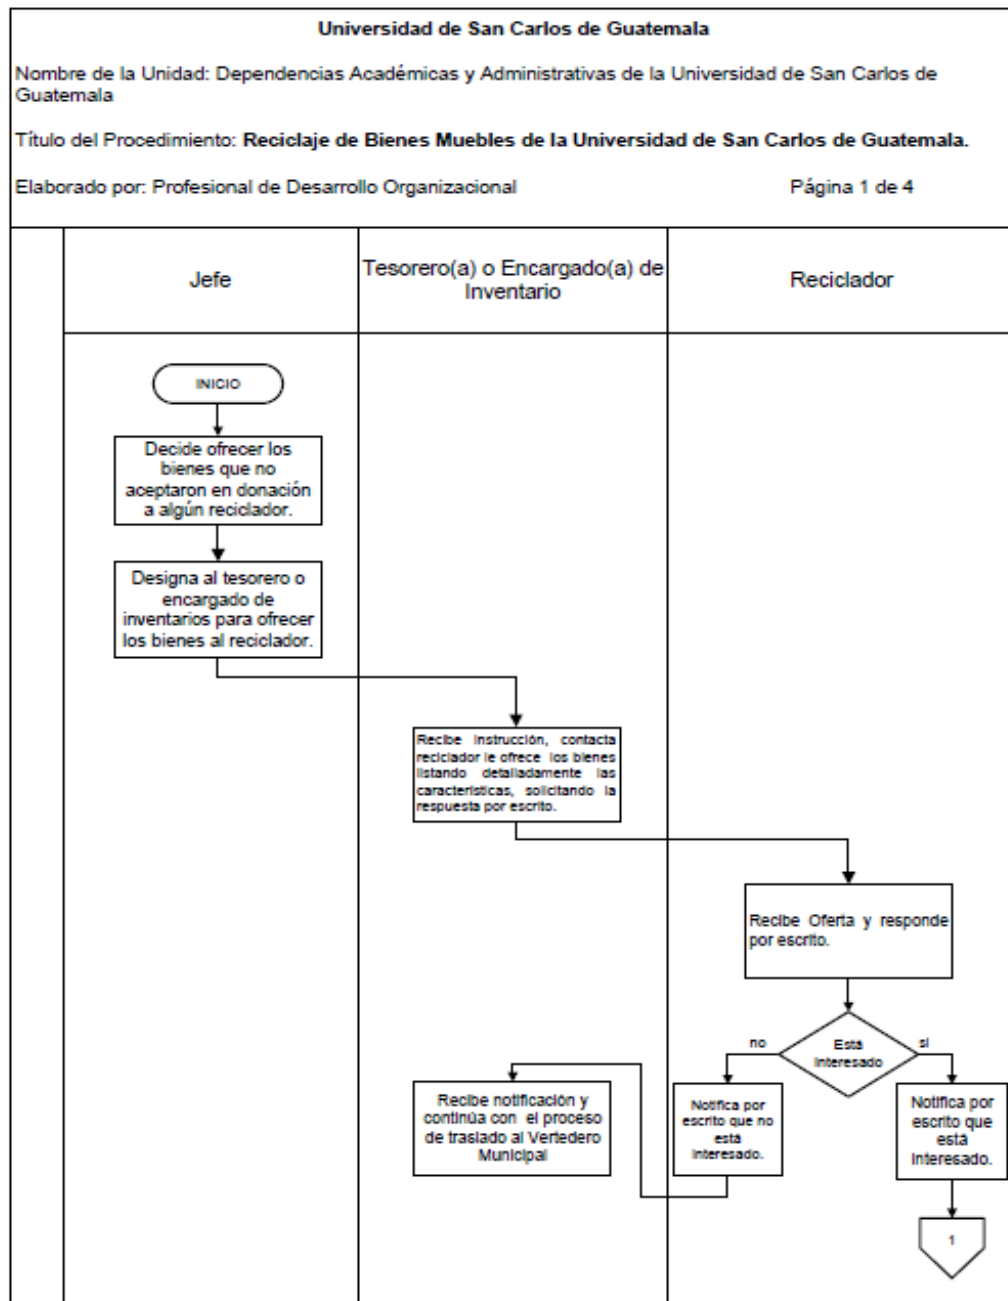 Universidad de San Carlos de Guatemala
Nombre de la Unidad: Dependencias Académicas y Administrativas de la Universidad de San Carlos de
Guatemala
Título del Procedimiento: Reciclaje de Bienes Muebles de la Universidad de San Carlos de Guatemala.
Elaborado por: Profesional de Desarrollo Organizacional Página 1 de 4
Jefe
Tesorero(a) o Encargado(a) de
Inventario
Reciclador
INICIO
Decide ofrecer los
bienes que no
aceptaron en donación
a algún reciclador.
Designa al tesorero o
encargado de
inventarios para ofrecer
los bienes al reciclador.
Recibe Instrucción, contacta
reciclador le ofrece los bienes
listando detalladamente las
características, solicitando la
respuesta por escrito.
Recibe Oferta y responde
por escrito.
Está
Interesado
no
si
Notifica por
escrito que no
está
Interesado.
Notifica por
escrito que
está
Interesado.
Recibe notificación y
continúa con el proceso
de traslado al Vertedero
Municipal
1